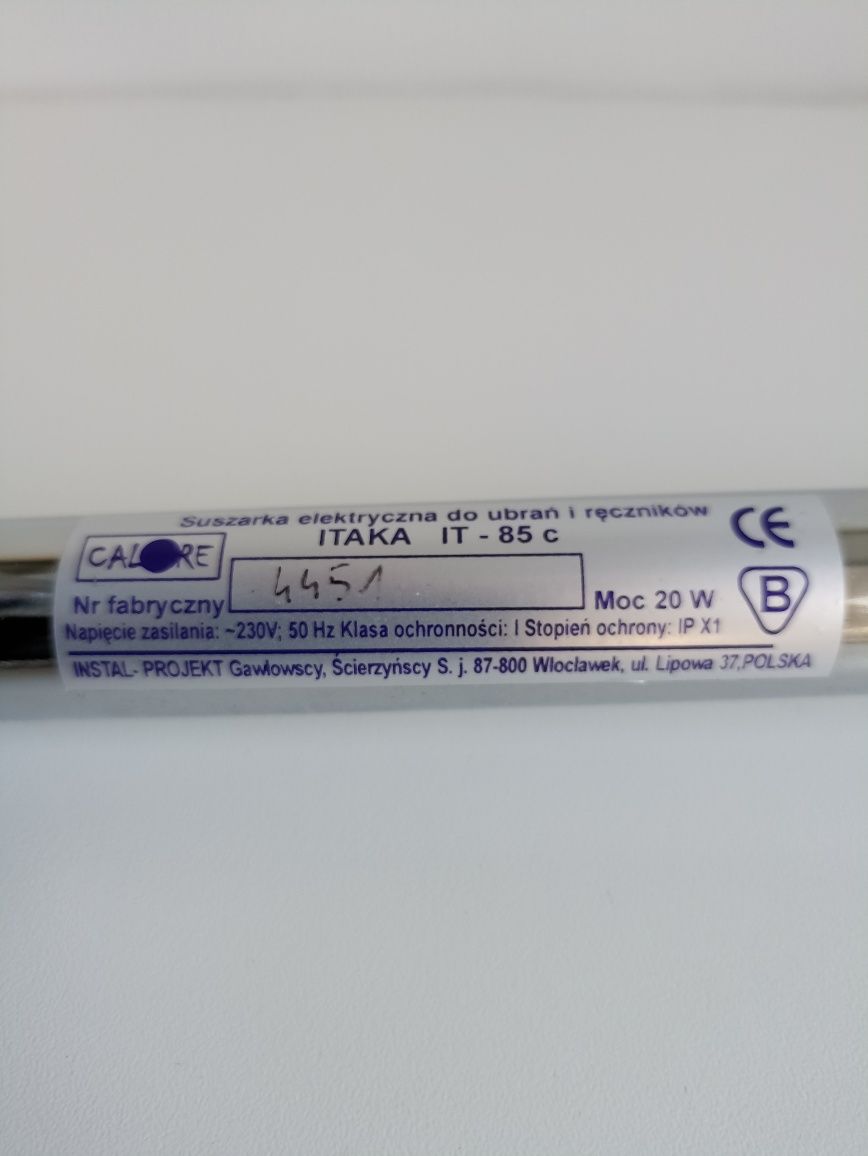 Suszarka elektryczna do ubrań i ręczników
ITAKA IT - 85 c
CE
CALORE
Nr fabryczny 4451 Moc 20 W
B
Napięcie zasilania: ~230V; 50 Hz Klasa ochronności: I Stopień ochrony: IP X1
INSTAL- PROJEKT Gawłowscy, Ścierzyńscy S. j. 87-800 Włocławek, ul. Lipowa 37,POLSKA